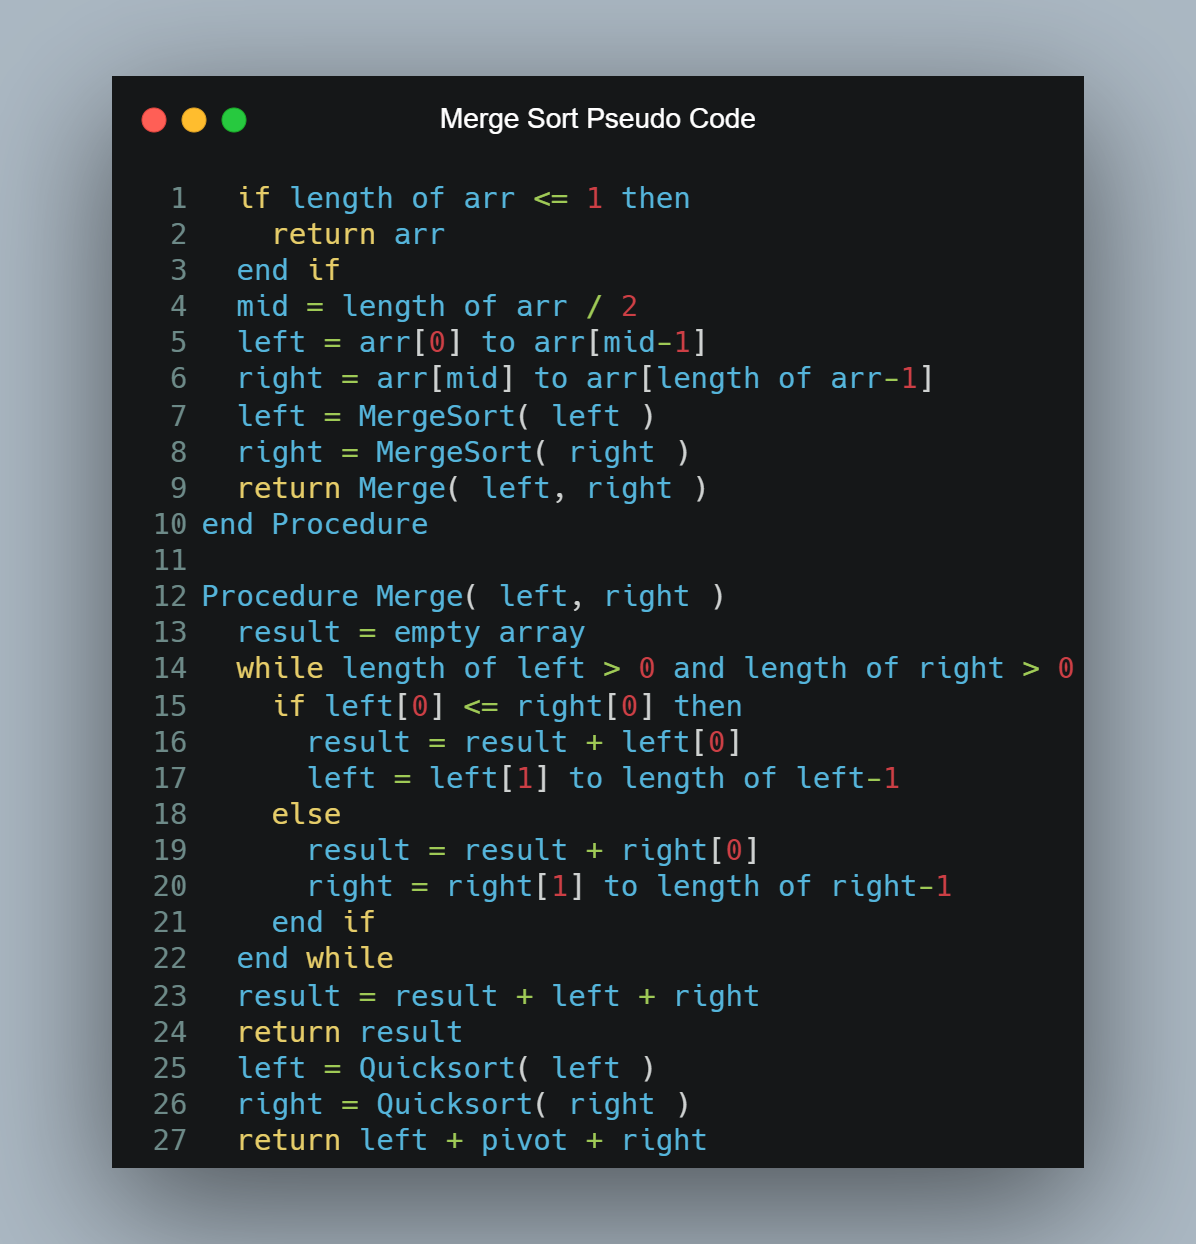 Merge Sort Pseudo Code
1 if length of arr <= 1 then
2 return arr
3 end if
4 mid = length of arr / 2
5 left = arr[0] to arr[mid-1]
6 right = arr[mid] to arr[length of arr-1]
7 left = MergeSort( left )
8 right = MergeSort( right )
9 return Merge( left, right )
10 end Procedure
11
12 Procedure Merge( left, right )
13 result = empty array
14 while length of left > 0 and length of right > 0
15 if left[0] <= right[0] then
16 result = result + left[0]
17 left = left[1] to length of left-1
18 else
19 result = result + right[0]
20 right = right[1] to length of right-1
21 end if
22 end while
23 result = result + left + right
24 return result
25 left = Quicksort( left )
26 right = Quicksort( right )
27 return left + pivot + right